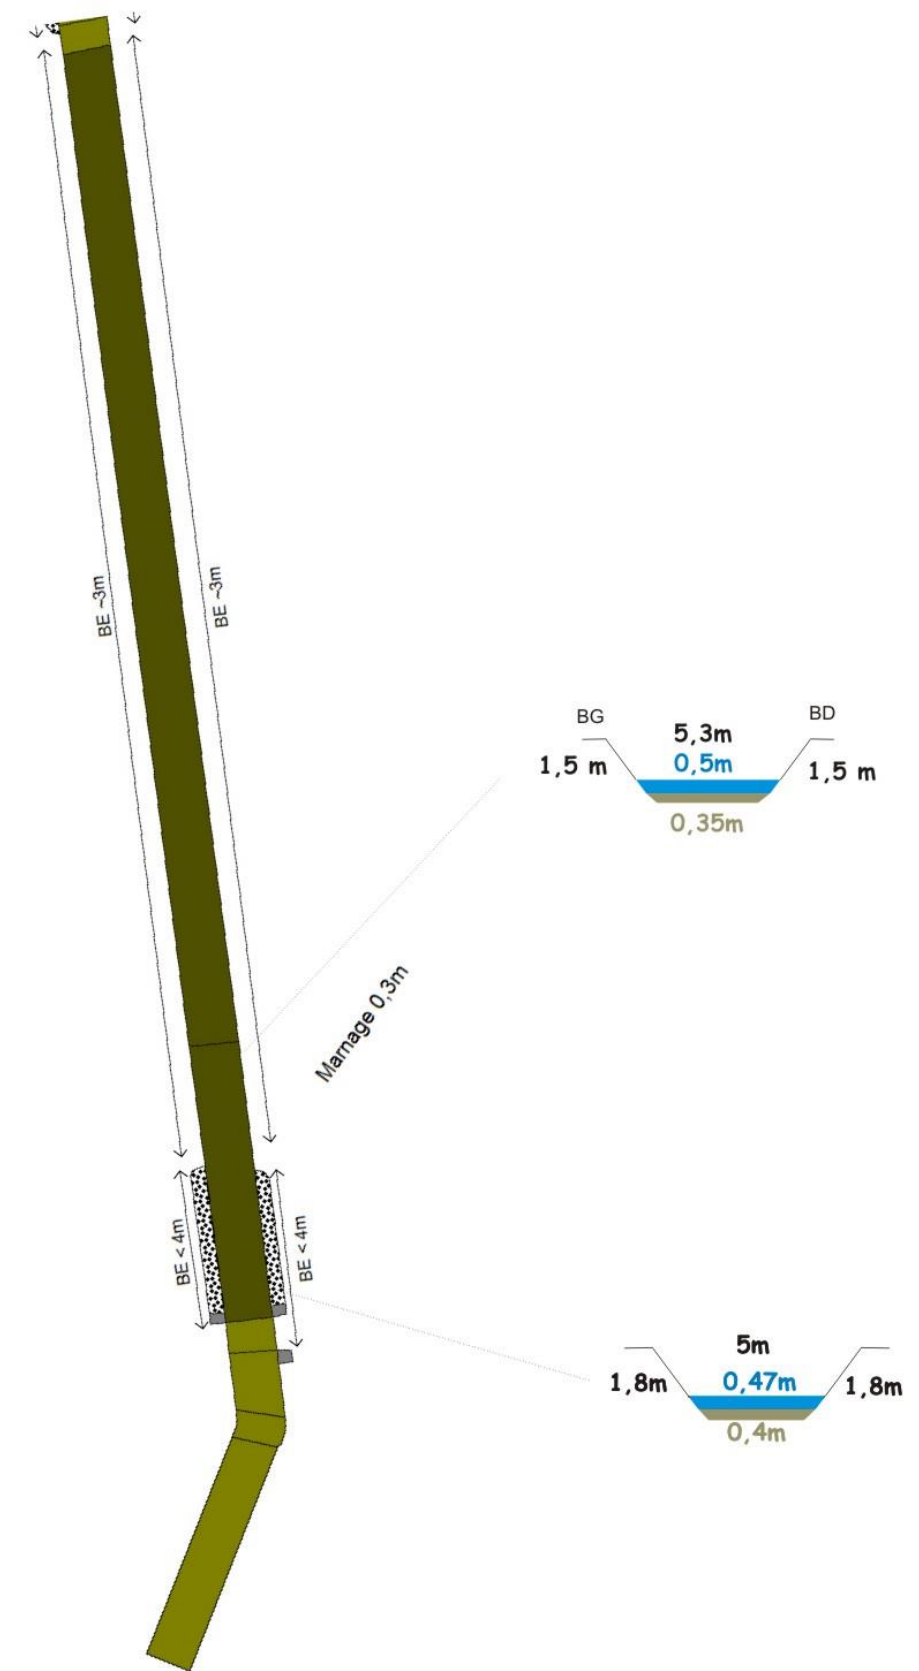 BE ~3m
BE ~3m
BG
BD
5,3m
1,5 m
0,5m
1,5 m
0,35m
Marnage 0,3m
BE < 4m
BE < 4m
5m
1,8m
0,47m
1,8m
0,4m